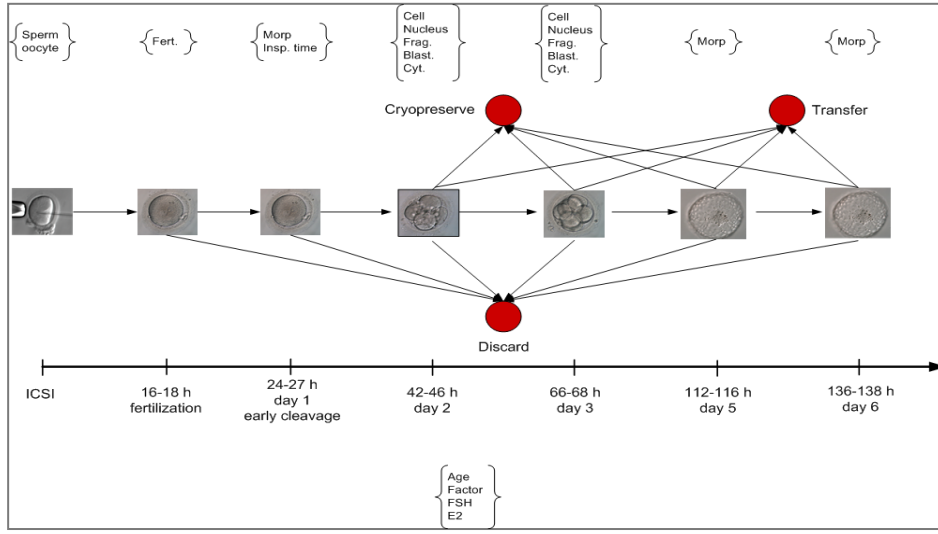 Sperm
oocyte
Fert.
Morp
Insp. time
Cell
Nucleus
Frag.
Blast.
Cyt.
Cell
Nucleus
Frag.
Blast.
Cyt.
Morp
Morp
Cryopreserve
Transfer
Discard
ICSI
16-18 h
fertilization
24-27 h
day 1
early cleavage
42-46 h
day 2
66-68 h
day 3
112-116 h
day 5
136-138 h
day 6
Age
Factor
FSH
E2